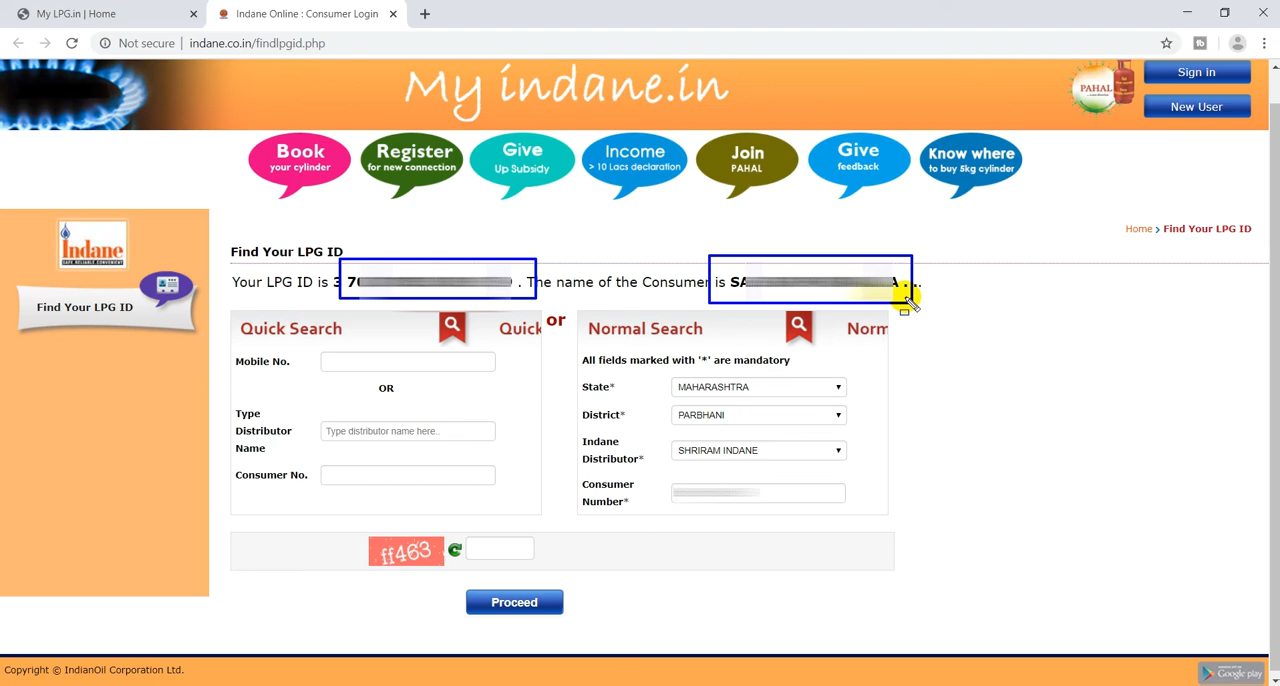 My LPG.in | Home
Indane Online : Consumer Login
Not secure
indane.co.in/findlpgid.php
My indane.in
PAHAL
Sign in
New User
Book
your cylinder
Register
for new connection
Give
Up Subsidy
Income
> 10 Lacs declaration
Join
PAHAL
Give
feedback
Know where
to buy 5kg cylinder
Indane
Find Your LPG ID
Home > Find Your LPG ID
Find Your LPG ID
Your LPG ID is 3 7 . The name of the Consumer is SA A ...
Quick Search
Quick
or
Normal Search
Norm
Mobile No.
OR
Type
Distributor
Name
Type distributor name here..
Consumer No.
All fields marked with '*' are mandatory
State*
MAHARASHTRA
District*
PARBHANI
Indane
Distributor*
SHRIRAM INDANE
Consumer
Number*
ff463
Proceed
Copyright © IndianOil Corporation Ltd.
Google play